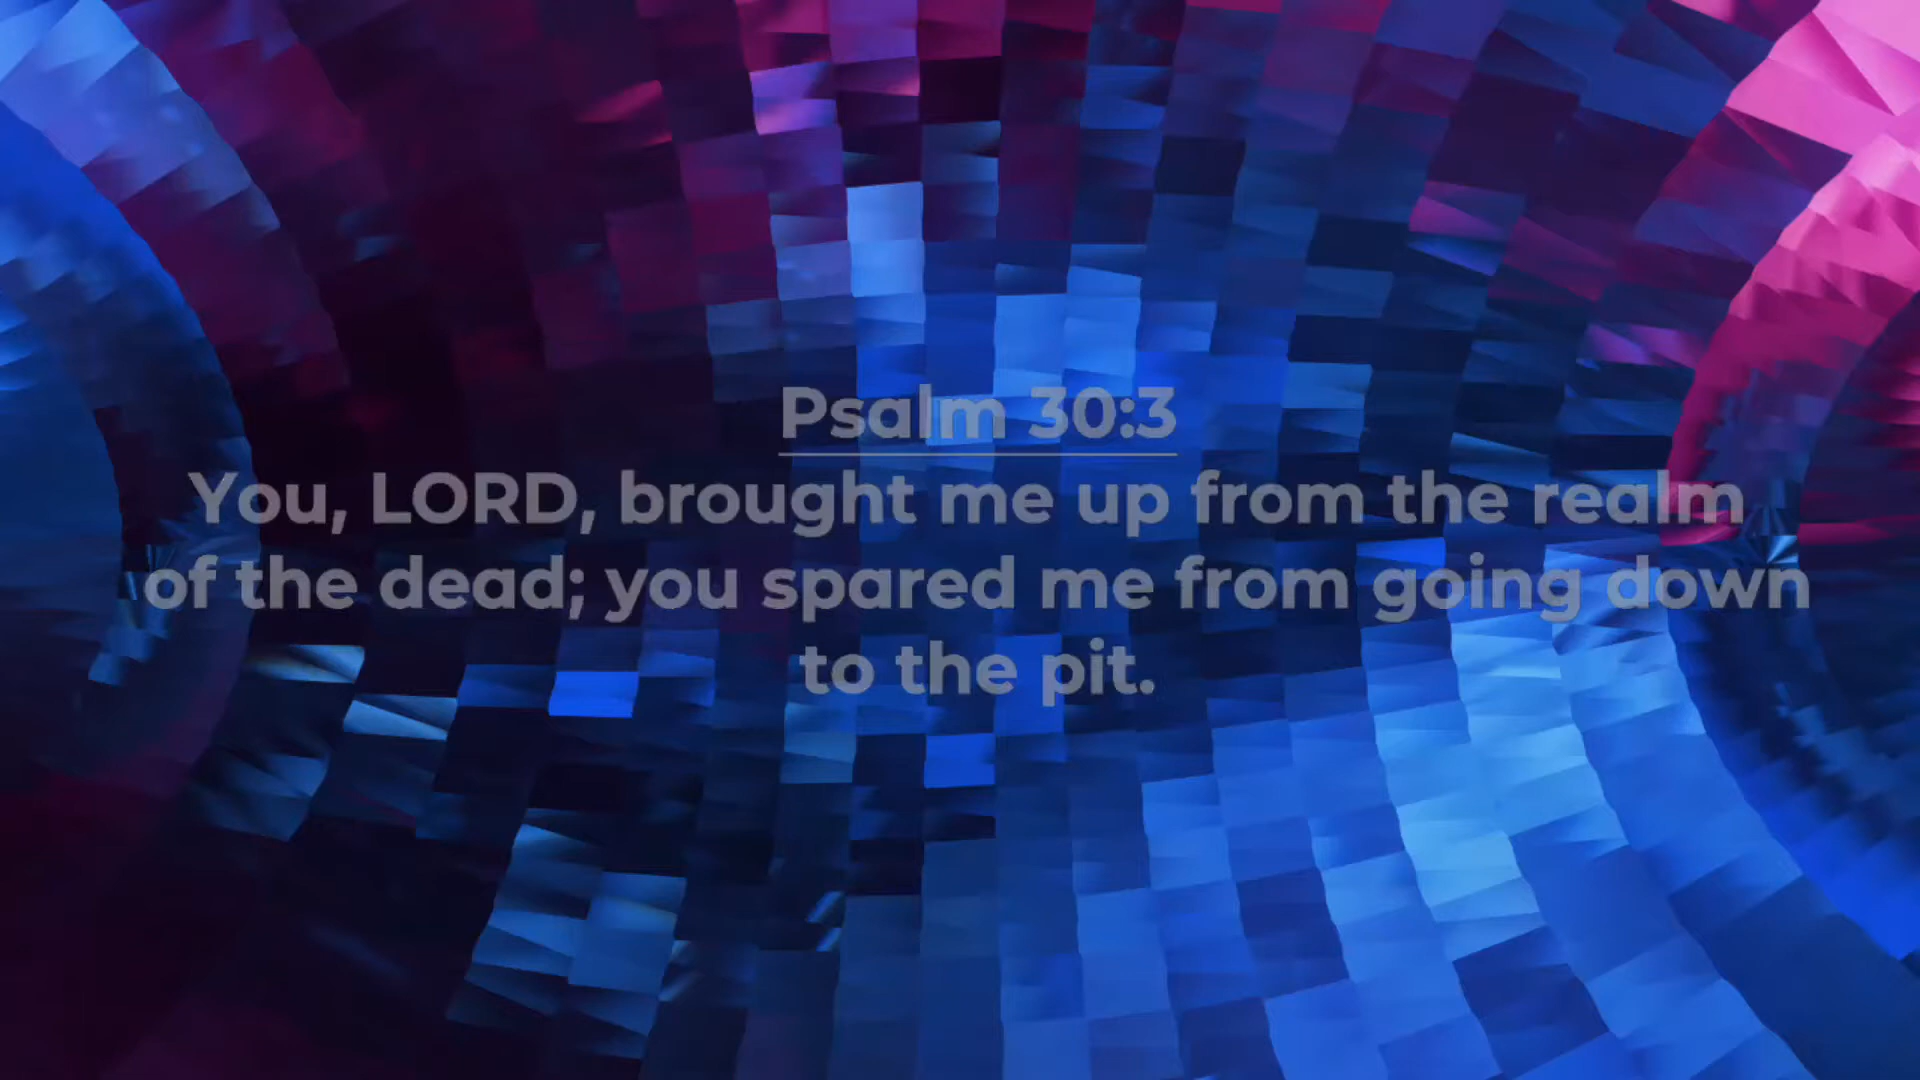 Psalm 30:3
You, LORD, brought me up from the realm
of the dead; you spared me from going down
to the pit.